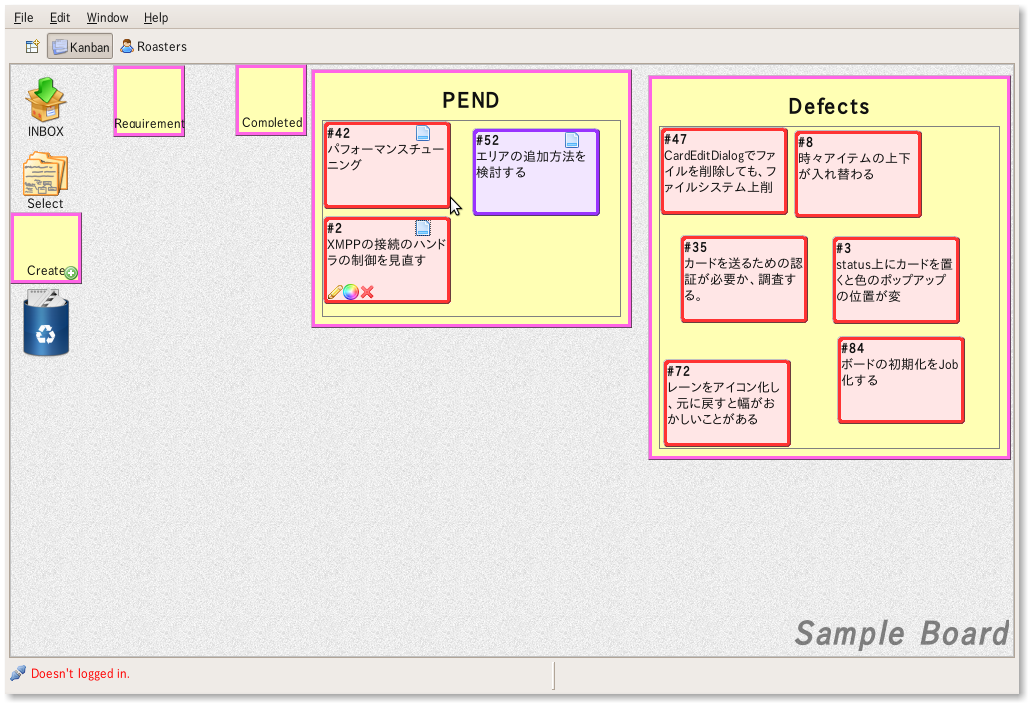 File Edit Window Help
Kanban Roasters
INBOX
Select
Create
Requirement
Completed
PEND
#42
パフォーマンスチュー
ニング
#52
エリアの追加方法を
検討する
#2
XMPPの接続のハンド
ラの制御を見直す
Defects
#47
CardEditDialogでファ
イルを削除しても、フ
ァイルシステム上削
#8
時々アイテムの上下
が入れ替わる
#35
カードを送るための認
証が必要か、調査す
る。
#3
status上にカードを置
くと色のポップアップ
の位置が変
#72
レーンをアイコン化し
、元に戻すと幅がお
かしいことがある
#84
ボードの初期化をJob
化する
Sample Board
Doesn't logged in.